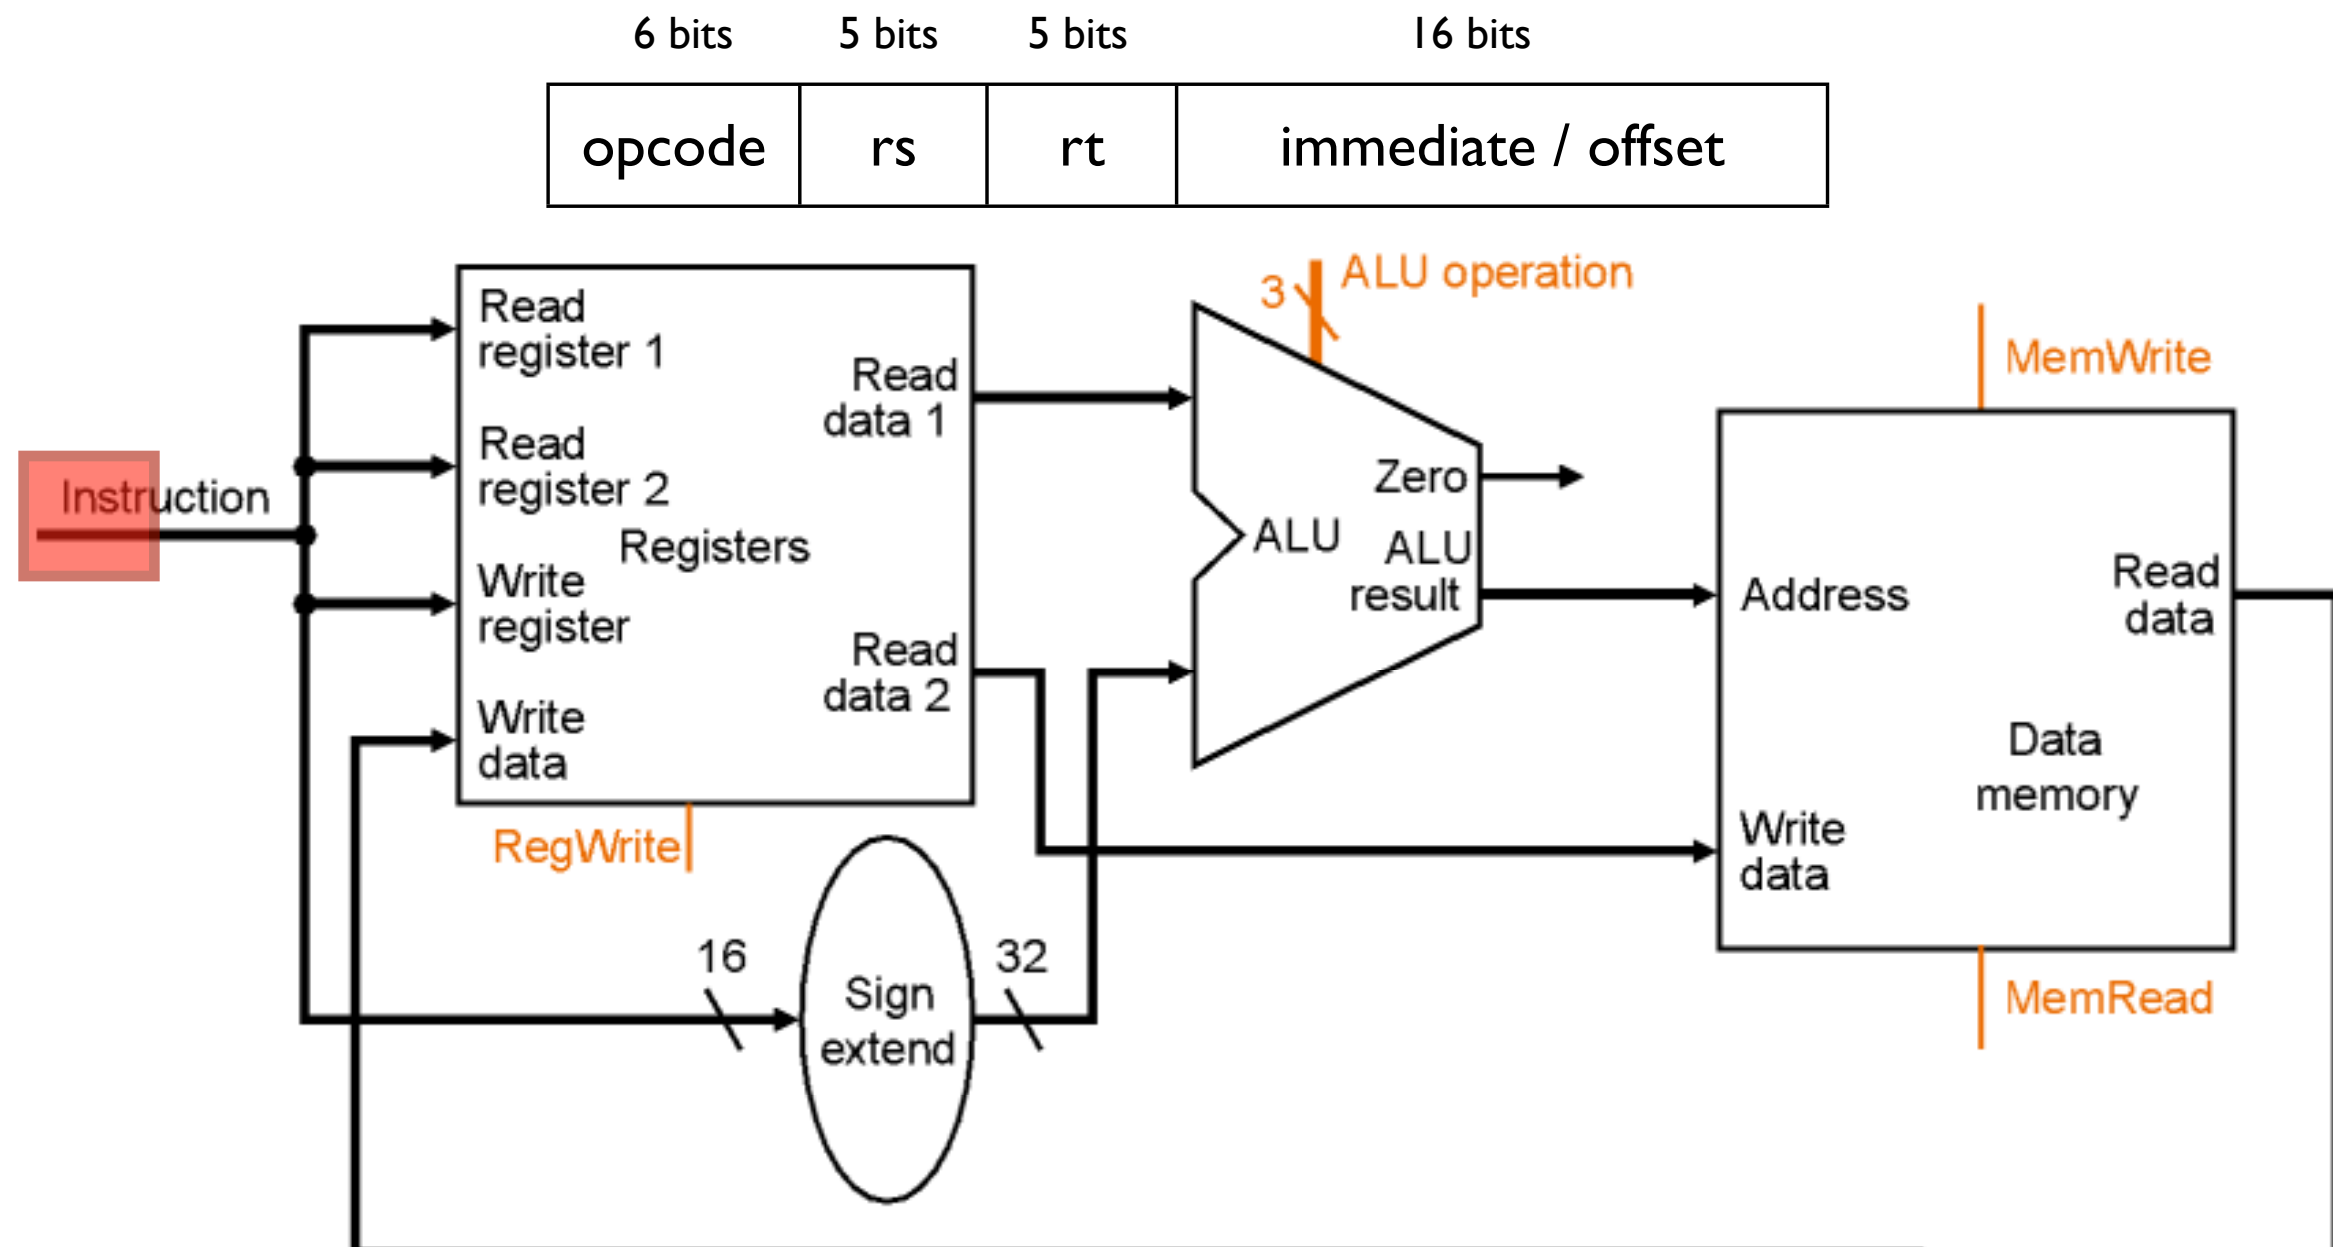 6 bits 5 bits 5 bits 16 bits
opcode rs rt immediate / offset
3 ALU operation
Read
register 1
Read
data 1
MemWrite
Read
register 2
Instruction
Registers
Zero
ALU
ALU
result
Write
register
Read
data 2
Address
Read
data
Write
data
Data
memory
RegWrite
Write
data
16
Sign
extend
32
MemRead